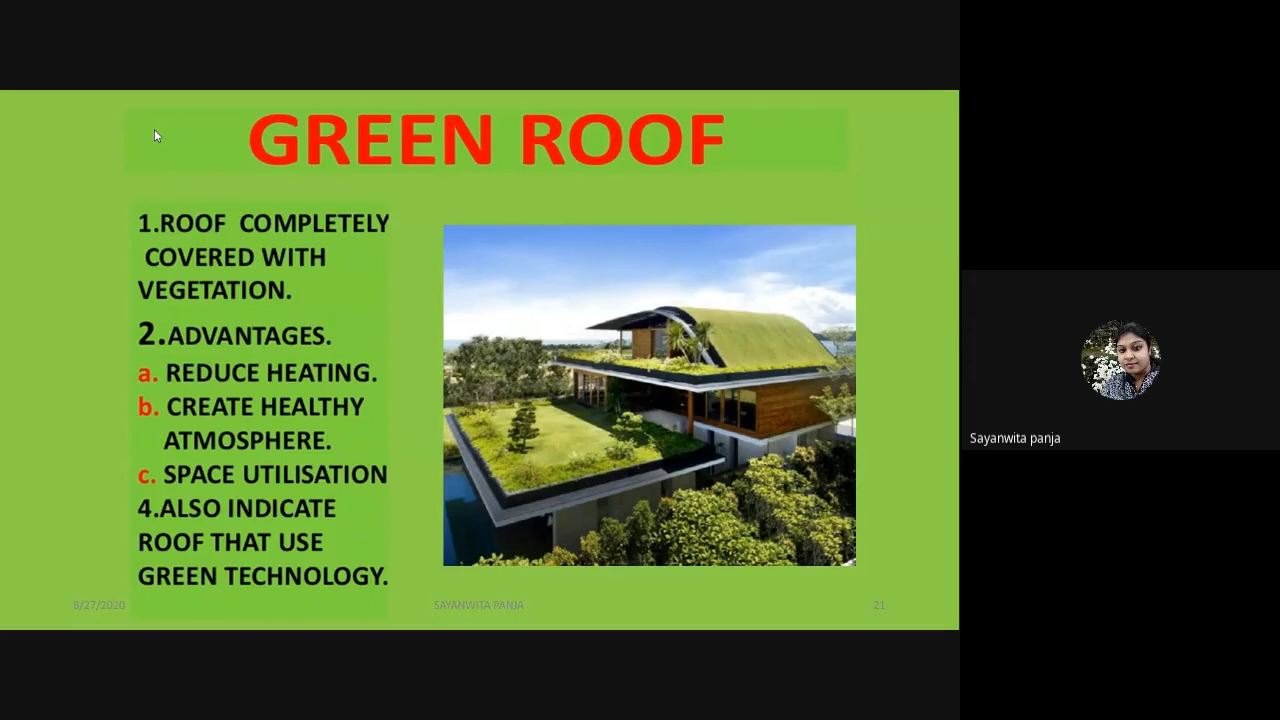 GREEN ROOF
1.ROOF COMPLETELY
COVERED WITH
VEGETATION.
2.ADVANTAGES.
a. REDUCE HEATING.
b. CREATE HEALTHY
ATMOSPHERE.
c. SPACE UTILISATION
4.ALSO INDICATE
ROOF THAT USE
GREEN TECHNOLOGY.
8/27/2020
SAYANWITA PANJA
21
Sayanwita panja